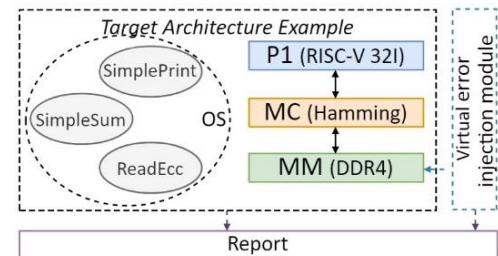 Target Architecture Example
SimplePrint
SimpleSum
OS
ReadEcc
P1 (RISC-V 32I)
MC (Hamming)
MM (DDR4)
Virtual error
injection module
Report